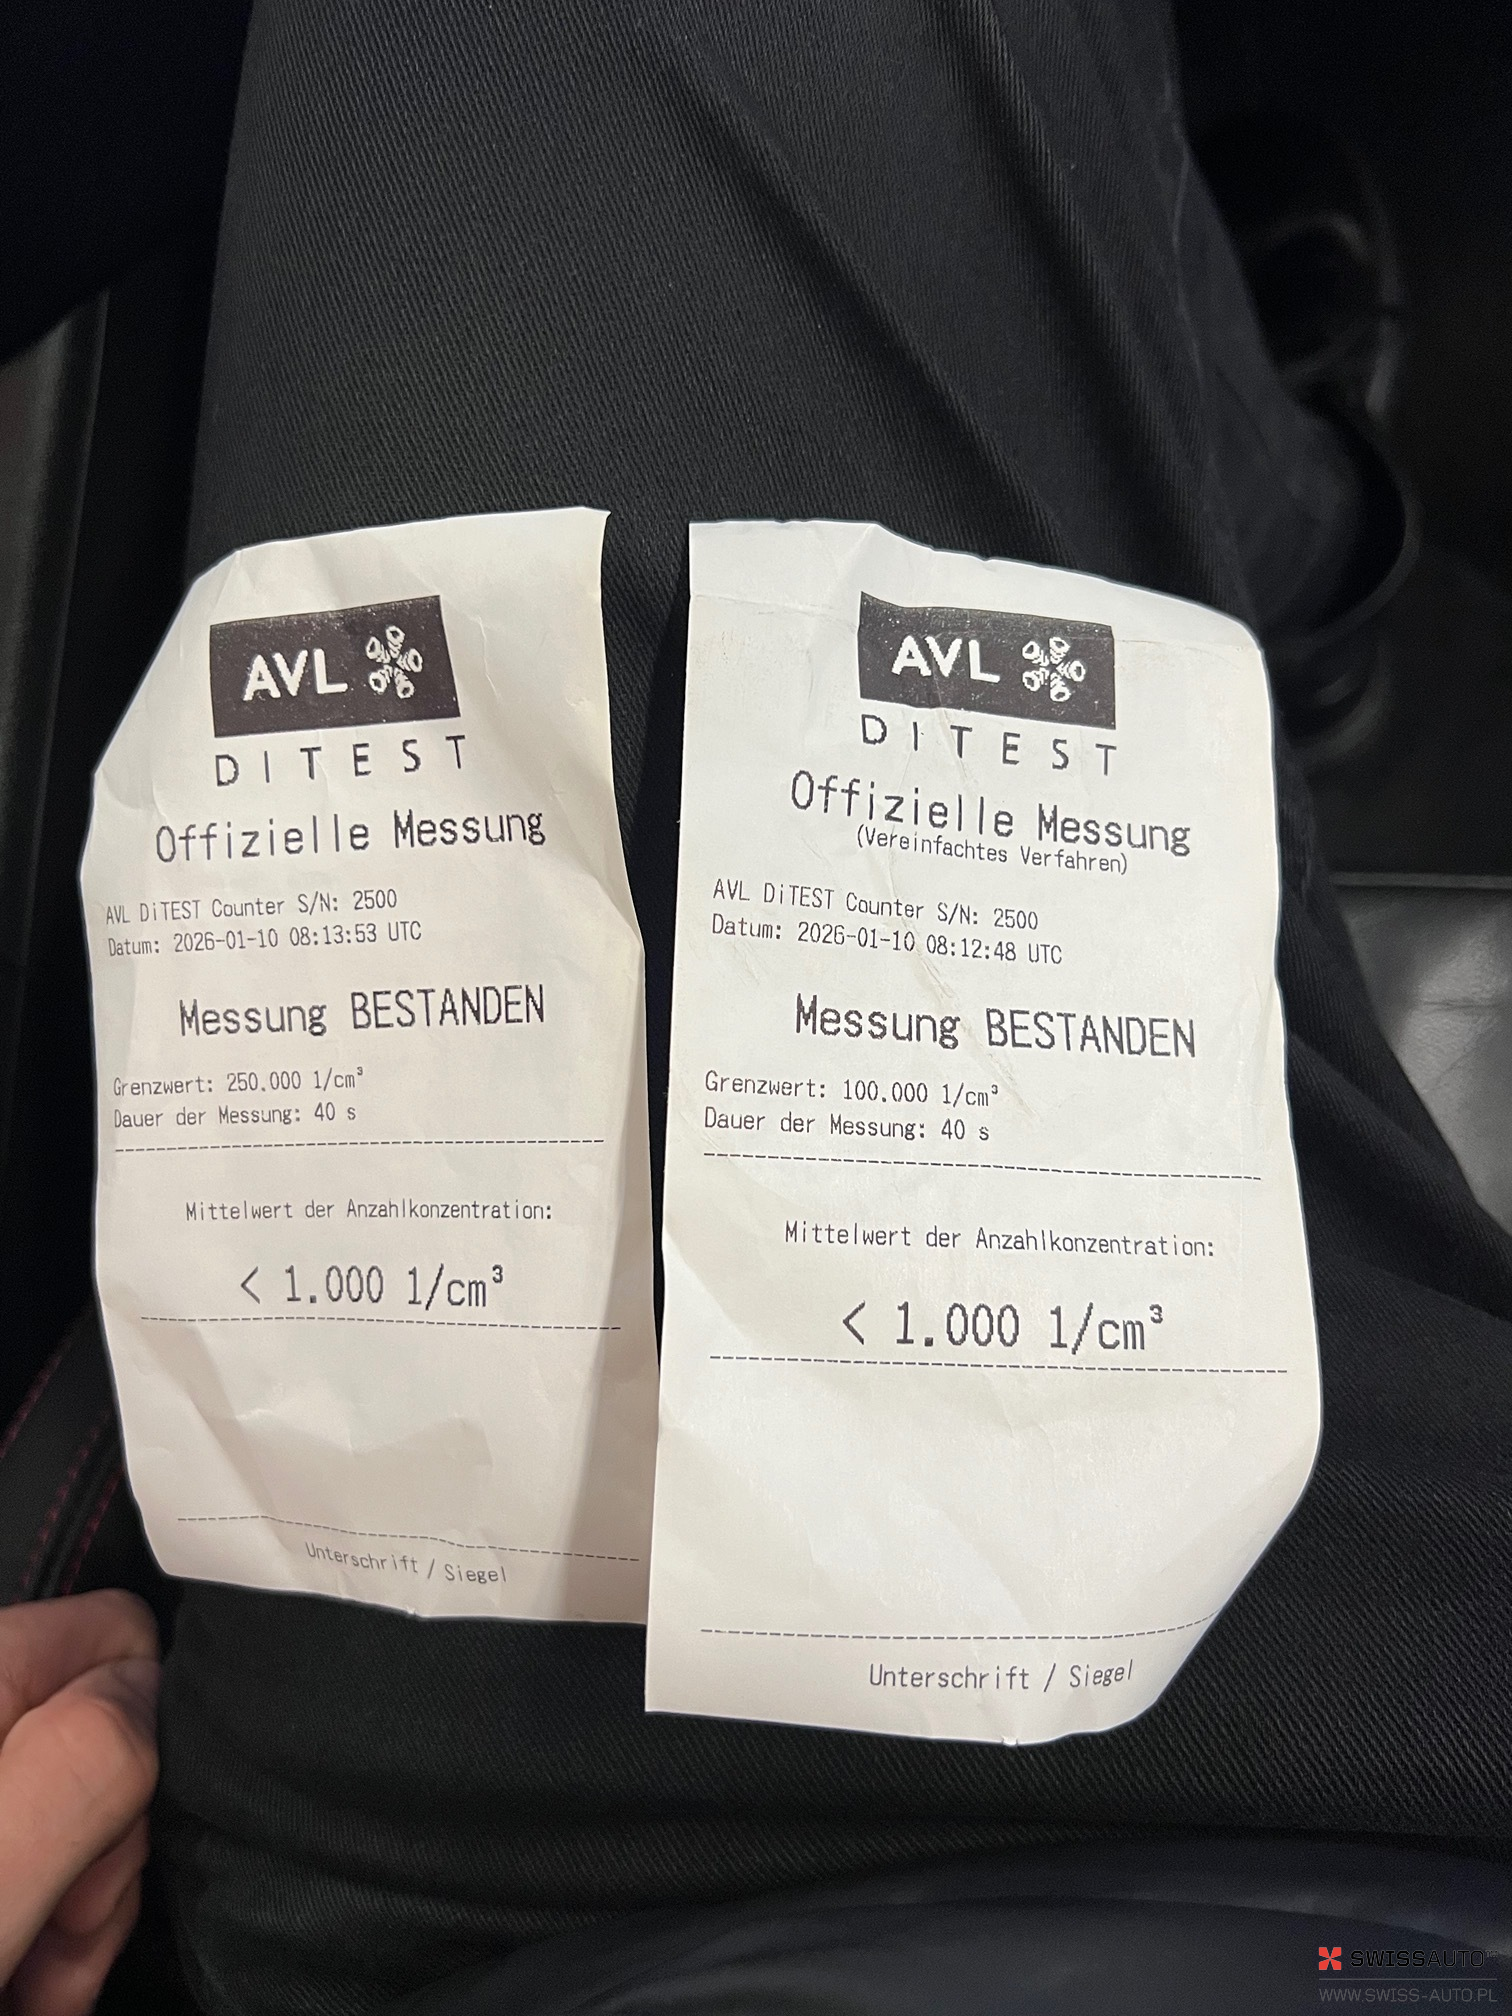 AVL
DITEST
Offizielle Messung
AVL DiTEST Counter S/N: 2500
Datum: 2026-01-10 08:13:53 UTC
Messung BESTANDEN
Grenzwert: 250.000 1/cm³
Dauer der Messung: 40 s
Mittelwert der Anzahlkonzentration:
< 1.000 1/cm³
Unterschrift / Siegel
AVL
DITEST
Offizielle Messung
(Vereinfachtes Verfahren)
AVL DiTEST Counter S/N: 2500
Datum: 2026-01-10 08:12:48 UTC
Messung BESTANDEN
Grenzwert: 100.000 1/cm³
Dauer der Messung: 40 s
Mittelwert der Anzahlkonzentration:
< 1.000 1/cm³
Unterschrift / Siegel
SWISSAUTO
WWW.SWISS-AUTO.PL